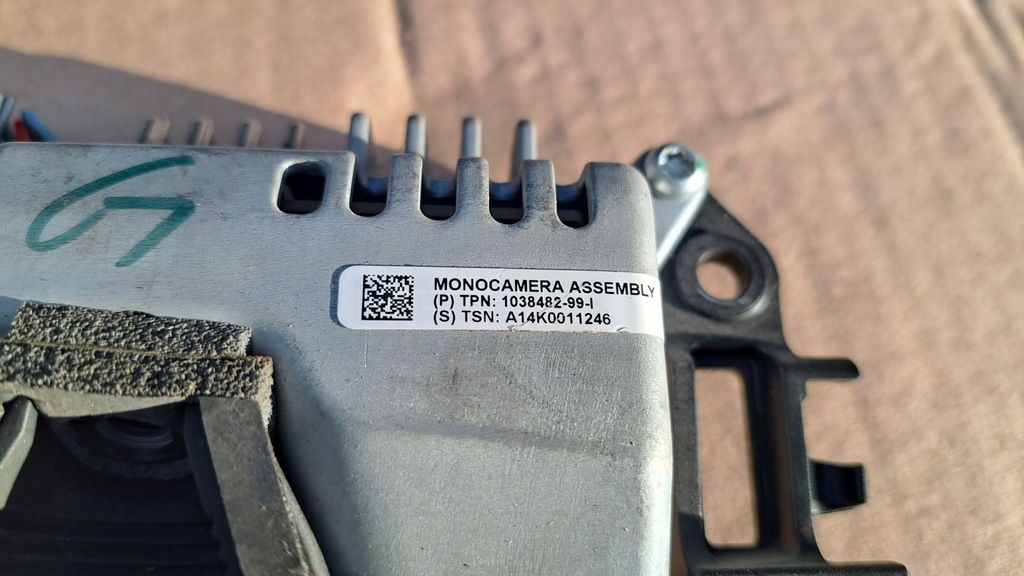 MONOCAMERA ASSEMBLY
(P) TPN: 1038482-99-I
(S) TSN: A14K0011246